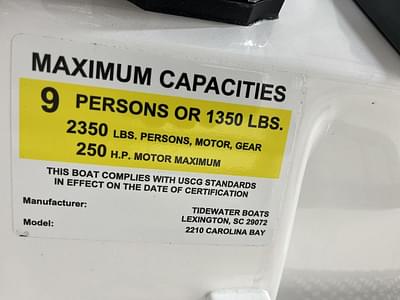 MAXIMUM CAPACITIES
9 PERSONS OR 1350 LBS.
2350 LBS. PERSONS, MOTOR, GEAR
250 H.P. MOTOR MAXIMUM
THIS BOAT COMPLIES WITH USCG STANDARDS
IN EFFECT ON THE DATE OF CERTIFICATION
Manufacturer:
TIDEWATER BOATS
LEXINGTON, SC 29072
Model:
2210 CAROLINA BAY